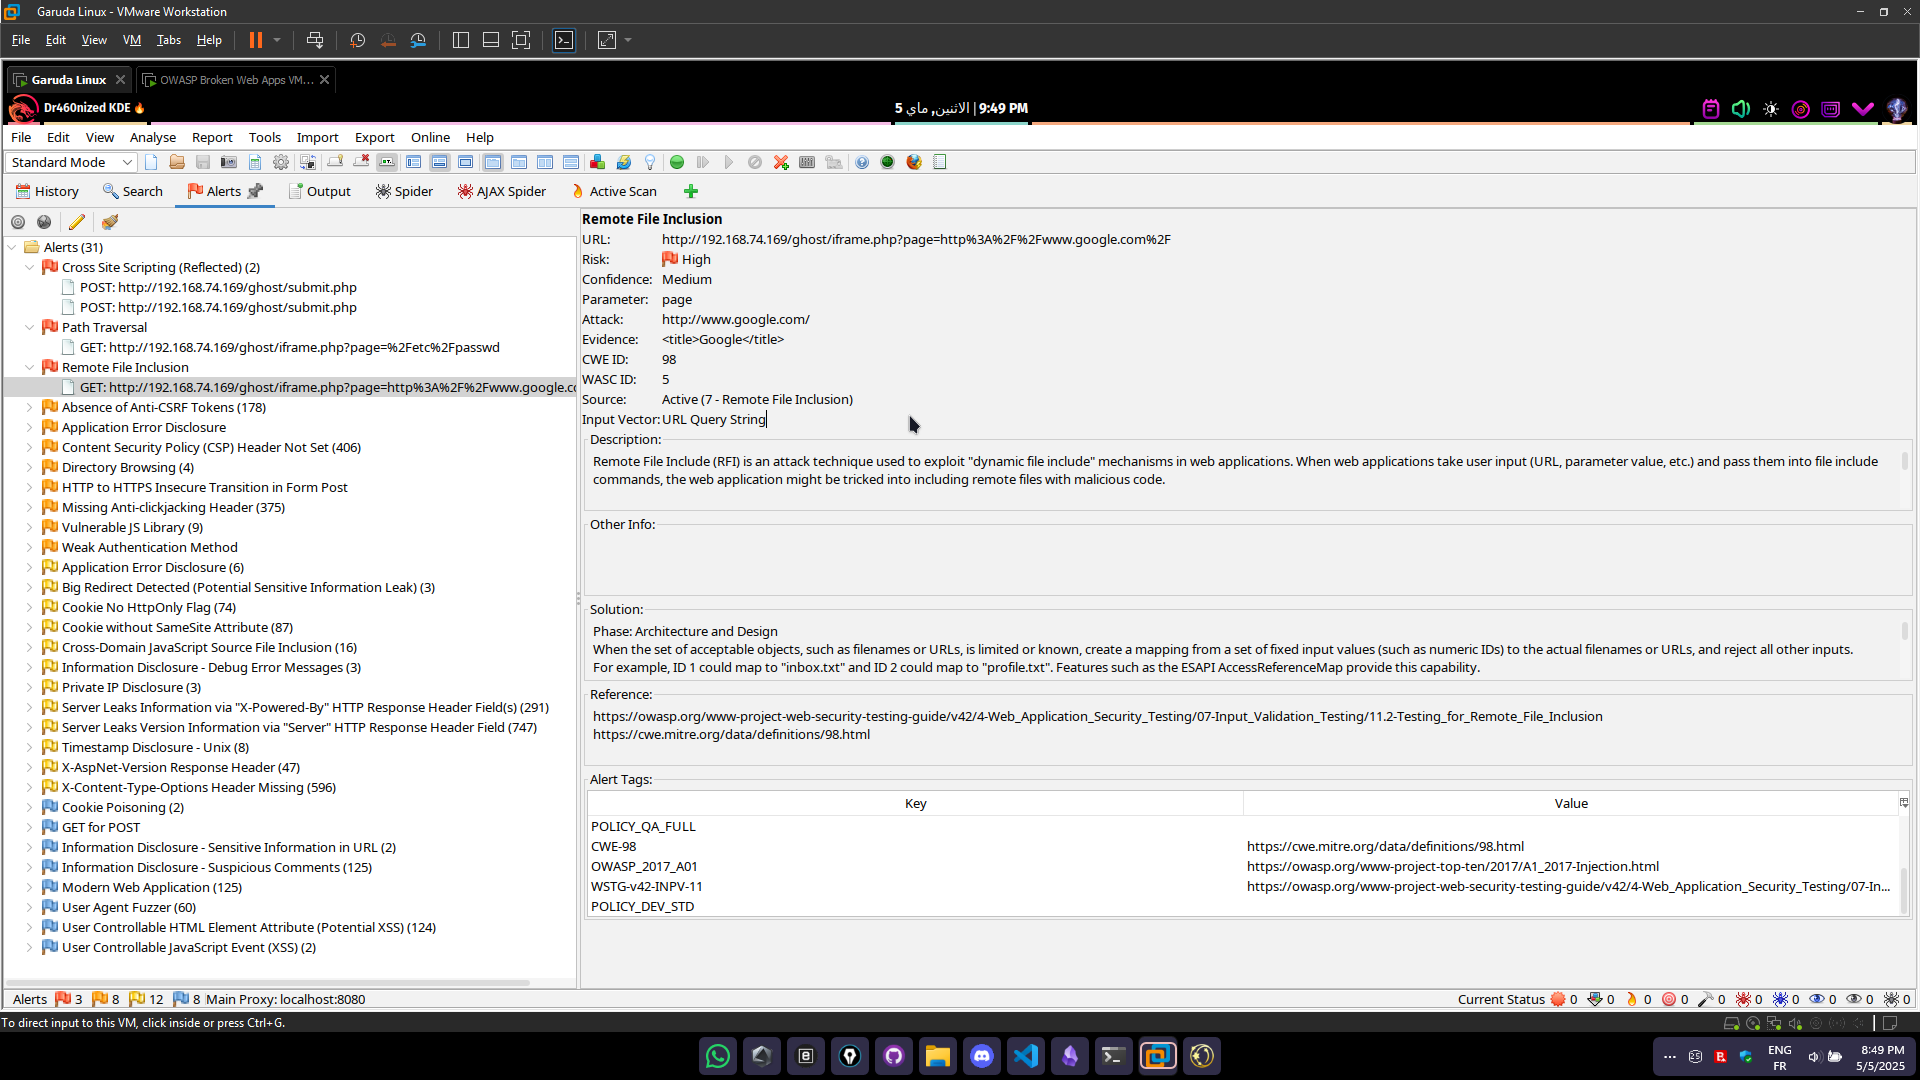 Garuda Linux - VMware Workstation
File Edit View VM Tabs Help
Garuda Linux OWASP Broken Web Apps VM...
Dr460nized KDE
الاثنين, ماي 5 | 9:49 PM
File Edit View Analyse Report Tools Import Export Online Help
Standard Mode
History Search Alerts Output Spider AJAX Spider Active Scan
Alerts (31)
Cross Site Scripting (Reflected) (2)
POST: http://192.168.74.169/ghost/submit.php
POST: http://192.168.74.169/ghost/submit.php
Path Traversal
GET: http://192.168.74.169/ghost/iframe.php?page=%2Fetc%2Fpasswd
Remote File Inclusion
GET: http://192.168.74.169/ghost/iframe.php?page=http%3A%2F%2Fwww.google.co
Absence of Anti-CSRF Tokens (178)
Application Error Disclosure
Content Security Policy (CSP) Header Not Set (406)
Directory Browsing (4)
HTTP to HTTPS Insecure Transition in Form Post
Missing Anti-clickjacking Header (375)
Vulnerable JS Library (9)
Weak Authentication Method
Application Error Disclosure (6)
Big Redirect Detected (Potential Sensitive Information Leak) (3)
Cookie No HttpOnly Flag (74)
Cookie without SameSite Attribute (87)
Cross-Domain JavaScript Source File Inclusion (16)
Information Disclosure - Debug Error Messages (3)
Private IP Disclosure (3)
Server Leaks Information via "X-Powered-By" HTTP Response Header Field(s) (291)
Server Leaks Version Information via "Server" HTTP Response Header Field (747)
Timestamp Disclosure - Unix (8)
X-AspNet-Version Response Header (47)
X-Content-Type-Options Header Missing (596)
Cookie Poisoning (2)
GET for POST
Information Disclosure - Sensitive Information in URL (2)
Information Disclosure - Suspicious Comments (125)
Modern Web Application (125)
User Agent Fuzzer (60)
User Controllable HTML Element Attribute (Potential XSS) (124)
User Controllable JavaScript Event (XSS) (2)
Remote File Inclusion
URL: http://192.168.74.169/ghost/iframe.php?page=http%3A%2F%2Fwww.google.com%2F
Risk: High
Confidence: Medium
Parameter: page
Attack: http://www.google.com/
Evidence: <title>Google</title>
CWE ID: 98
WASC ID: 5
Source: Active (7 - Remote File Inclusion)
Input Vector: URL Query String
Description:
Remote File Include (RFI) is an attack technique used to exploit "dynamic file include" mechanisms in web applications. When web applications take user input (URL, parameter value, etc.) and pass them into file include
commands, the web application might be tricked into including remote files with malicious code.
Other Info:
Solution:
Phase: Architecture and Design
When the set of acceptable objects, such as filenames or URLs, is limited or known, create a mapping from a set of fixed input values (such as numeric IDs) to the actual filenames or URLs, and reject all other inputs.
For example, ID 1 could map to "inbox.txt" and ID 2 could map to "profile.txt". Features such as the ESAPI AccessReferenceMap provide this capability.
Reference:
https://owasp.org/www-project-web-security-testing-guide/v42/4-Web_Application_Security_Testing/07-Input_Validation_Testing/11.2-Testing_for_Remote_File_Inclusion
https://cwe.mitre.org/data/definitions/98.html
Alert Tags:
Key Value
POLICY_QA_FULL
CWE-98 https://cwe.mitre.org/data/definitions/98.html
OWASP_2017_A01 https://owasp.org/www-project-top-ten/2017/A1_2017-Injection.html
WSTG-v42-INPV-11 https://owasp.org/www-project-web-security-testing-guide/v42/4-Web_Application_Security_Testing/07-In...
POLICY_DEV_STD
Alerts 3 8 12 8 Main Proxy: localhost:8080
Current Status 0 0 0 0 0 0 0 0 0 0
To direct input to this VM, click inside or press Ctrl+G.
ENG 8:49 PM
FR 5/5/2025